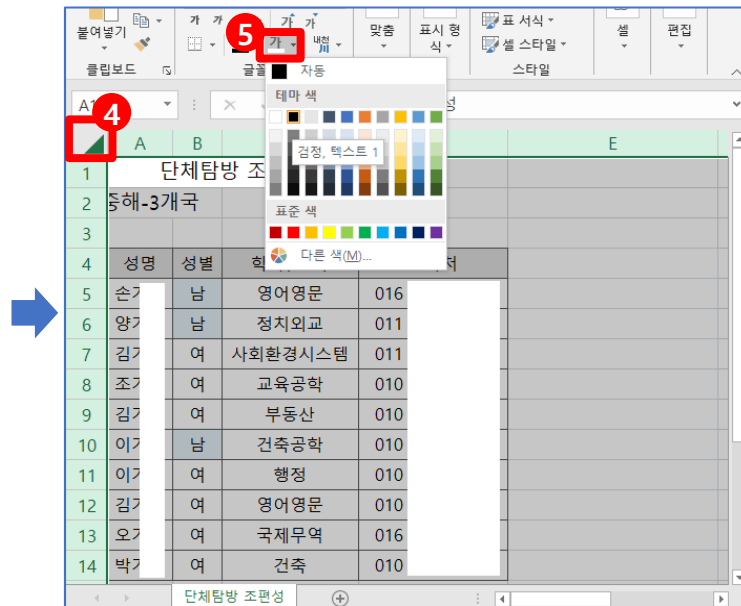 붙여넣기 가 가 가 가 맞춤 표시 형식 표 서식 셀 스타일 셀 편집
5
가 내천
클립보드 글꼴 스타일
자동
테마 색
검정, 텍스트 1
표준 색
다른 색(M)...
4
A B E
1 단체탐방 조
2 중해-3개국
3
4 성명 성별
5 손 남 영어영문 016
6 양 남 정치외교 011
7 김 여 사회환경시스템 011
8 조 여 교육공학 010
9 김 여 부동산 010
10 이 남 건축공학 010
11 이 여 행정 010
12 김 여 영어영문 010
13 오 여 국제무역 016
14 박 여 건축 010
단체탐방 조편성